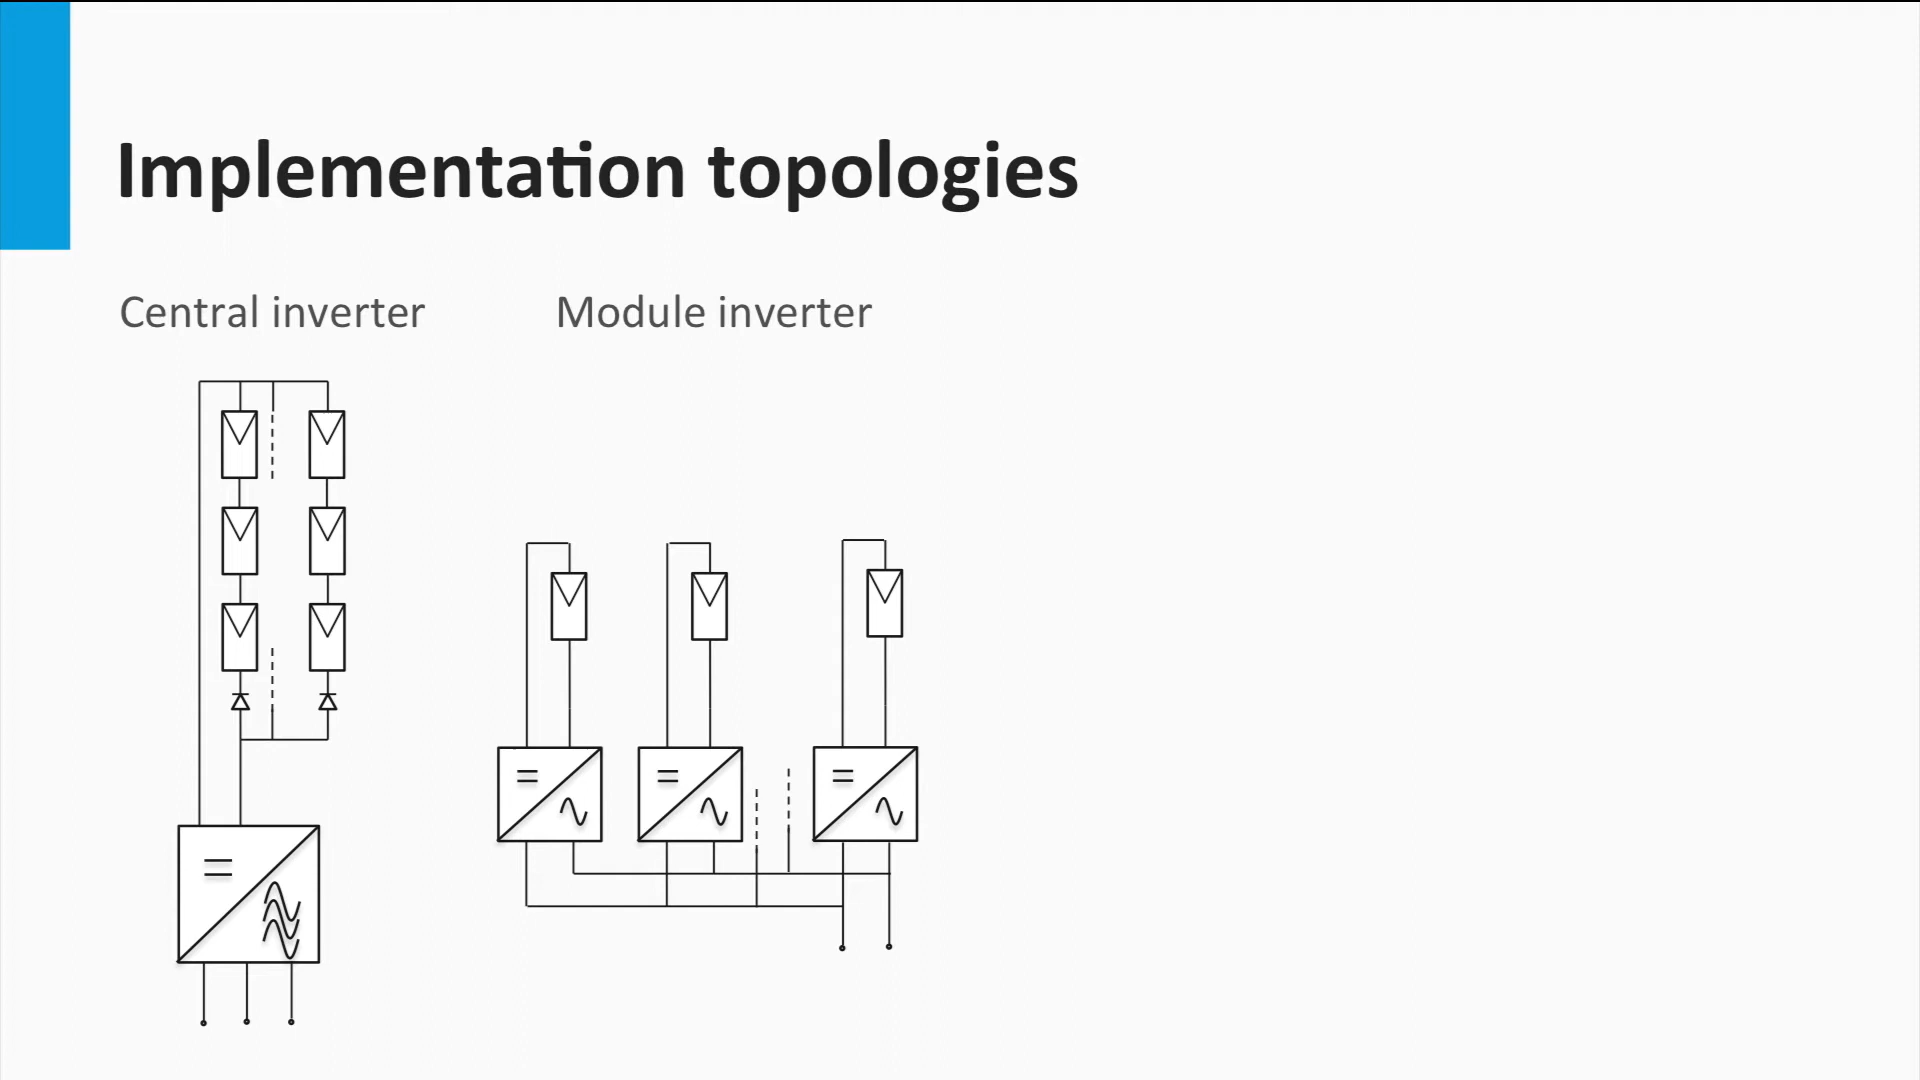 Implementation topologies
Central inverter
Module inverter